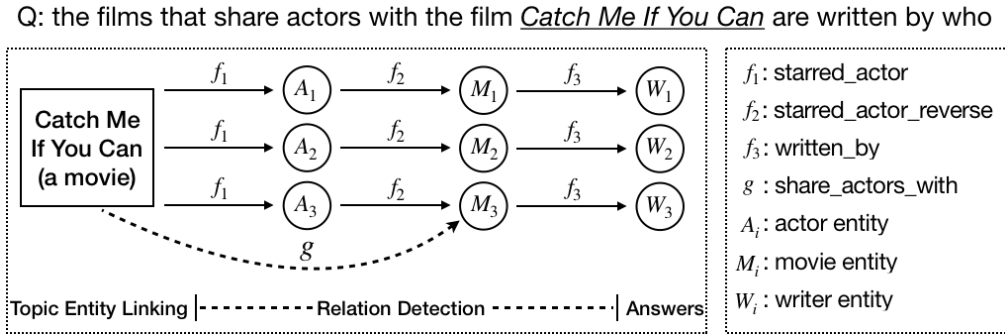 Q: the films that share actors with the film Catch Me If You Can are written by who
f₁ f₂ f₃
A₁ M₁ W₁
Catch Me
If You Can
(a movie)
f₁ f₂ f₃
A₂ M₂ W₂
f₁ f₂ f₃
A₃ M₃ W₃
g
Topic Entity Linking Relation Detection Answers
f₁: starred_actor
f₂: starred_actor_reverse
f₃: written_by
g : share_actors_with
Aᵢ: actor entity
Mᵢ: movie entity
Wᵢ: writer entity